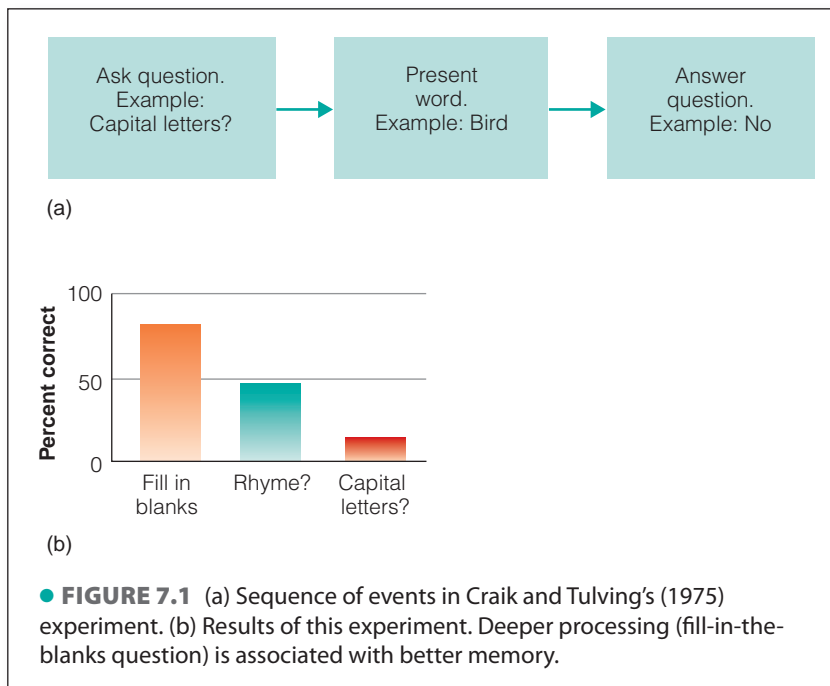 Ask question.
Example:
Capital letters?
Present
word.
Example: Bird
Answer
question.
Example: No
(a)
Percent correct
100
50
0
Fill in
blanks
Rhyme?
Capital
letters?
(b)
● FIGURE 7.1 (a) Sequence of events in Craik and Tulving’s (1975)
experiment. (b) Results of this experiment. Deeper processing (fill-in-the-
blanks question) is associated with better memory.